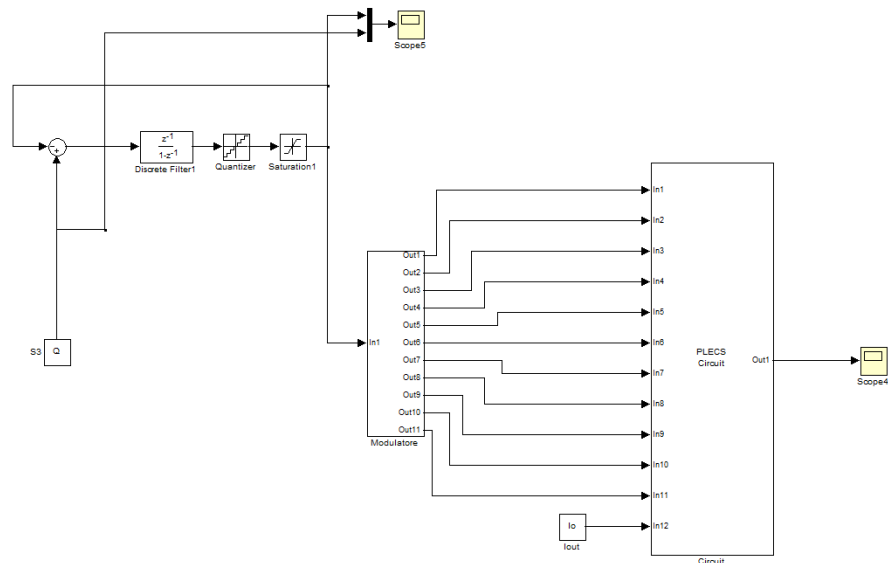 Scope5
z-1
1-z-1
Discrete Filter1
Quantizer
Saturation1
S3
Q
In1
Out1
Out2
Out3
Out4
Out5
Out6
Out7
Out8
Out9
Out10
Out11
Modulatore
In1
In2
In3
In4
In5
In6
In7
In8
In9
In10
In11
In12
PLECS
Circuit
Out1
Circuit
Scope4
Io
Iout